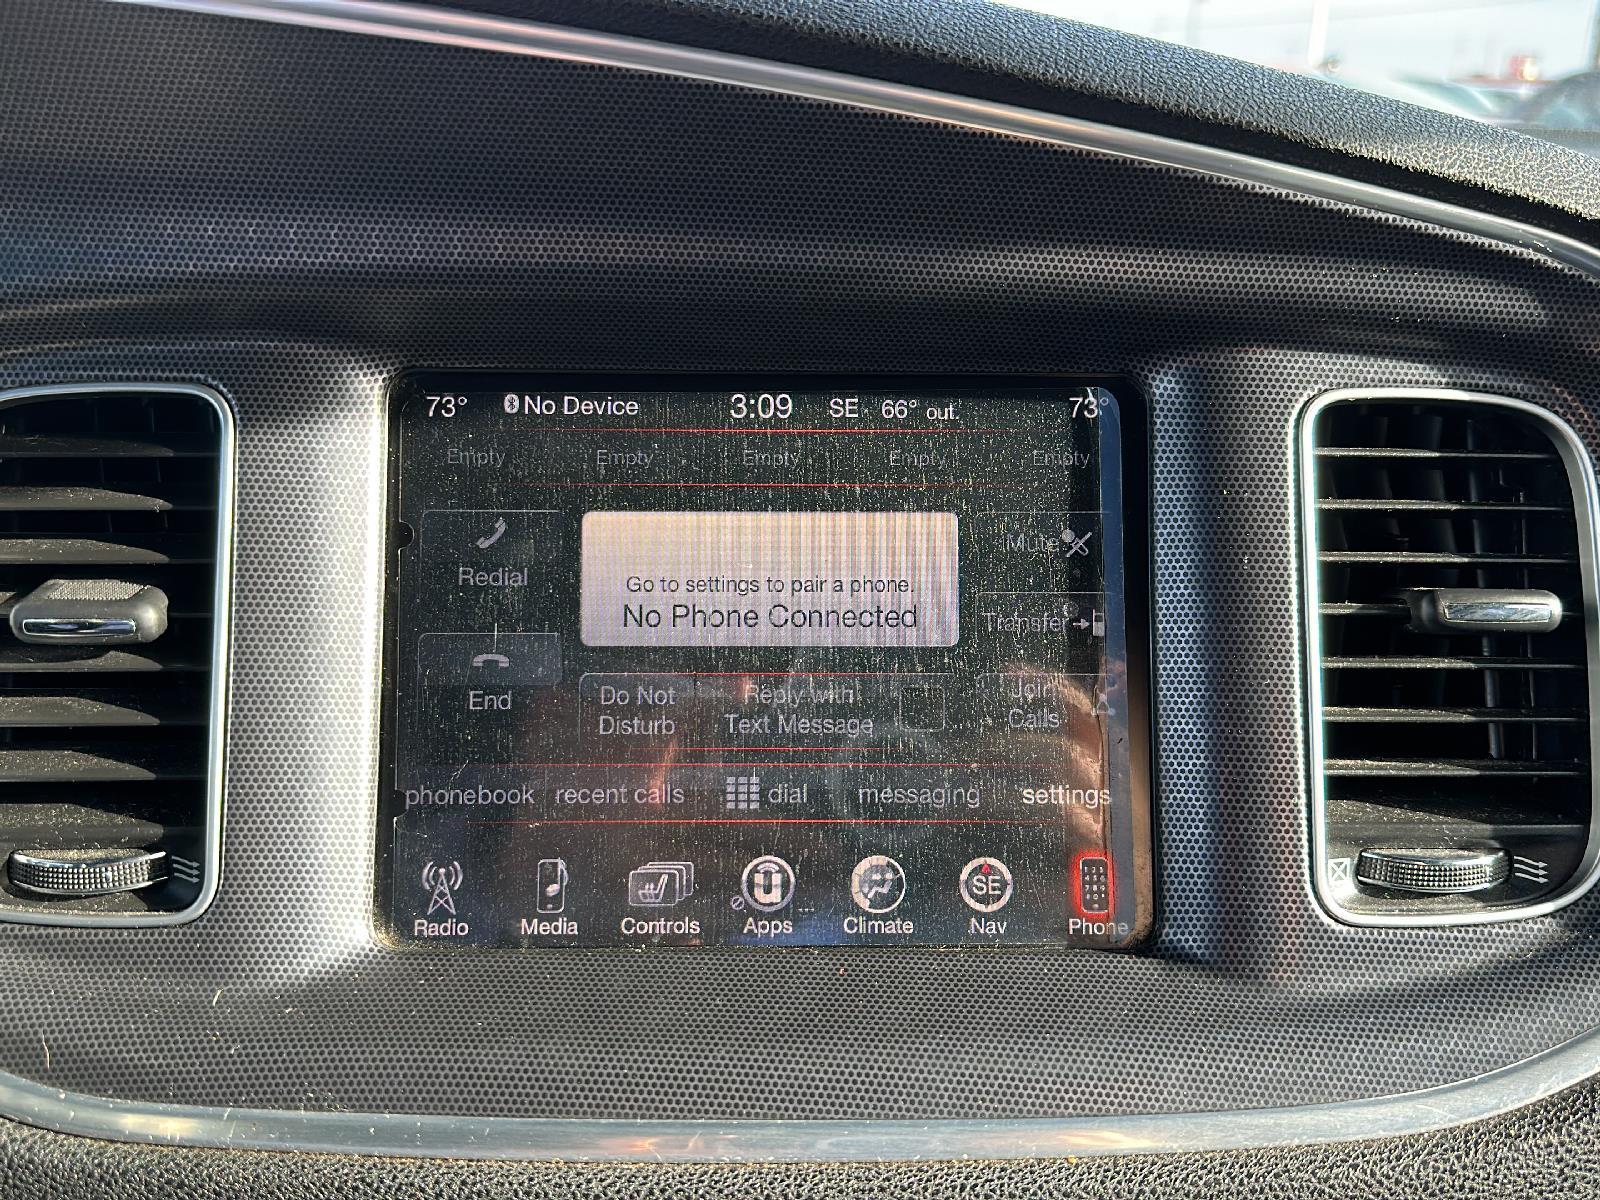 73° No Device 3:09 SE 66° out. 73°
Empty Empty Empty Empty Empty
Redial
Go to settings to pair a phone.
No Phone Connected
Mute
Transfer
End
Do Not
Disturb
Reply with
Text Message
Join
Calls
phonebook recent calls dial messaging settings
SE
Radio Media Controls Apps Climate Nav Phone